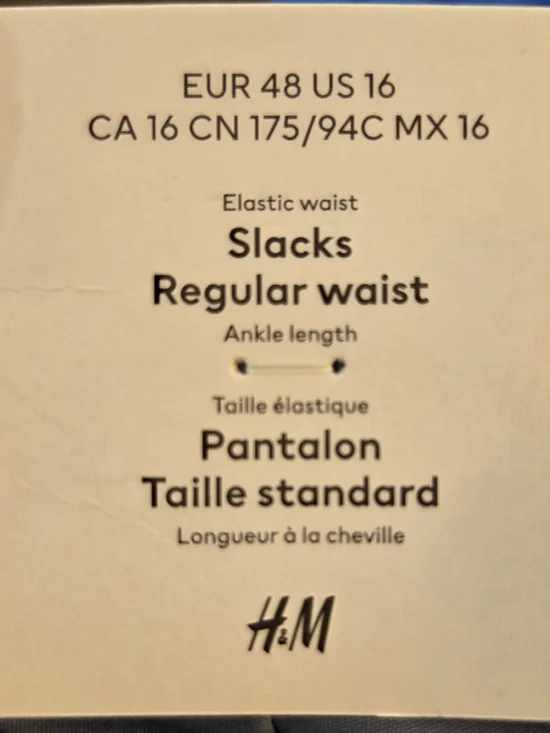 EUR 48 US 16
CA 16 CN 175/94C MX 16
Elastic waist
Slacks
Regular waist
Ankle length
Taille élastique
Pantalon
Taille standard
Longueur à la cheville
H&M